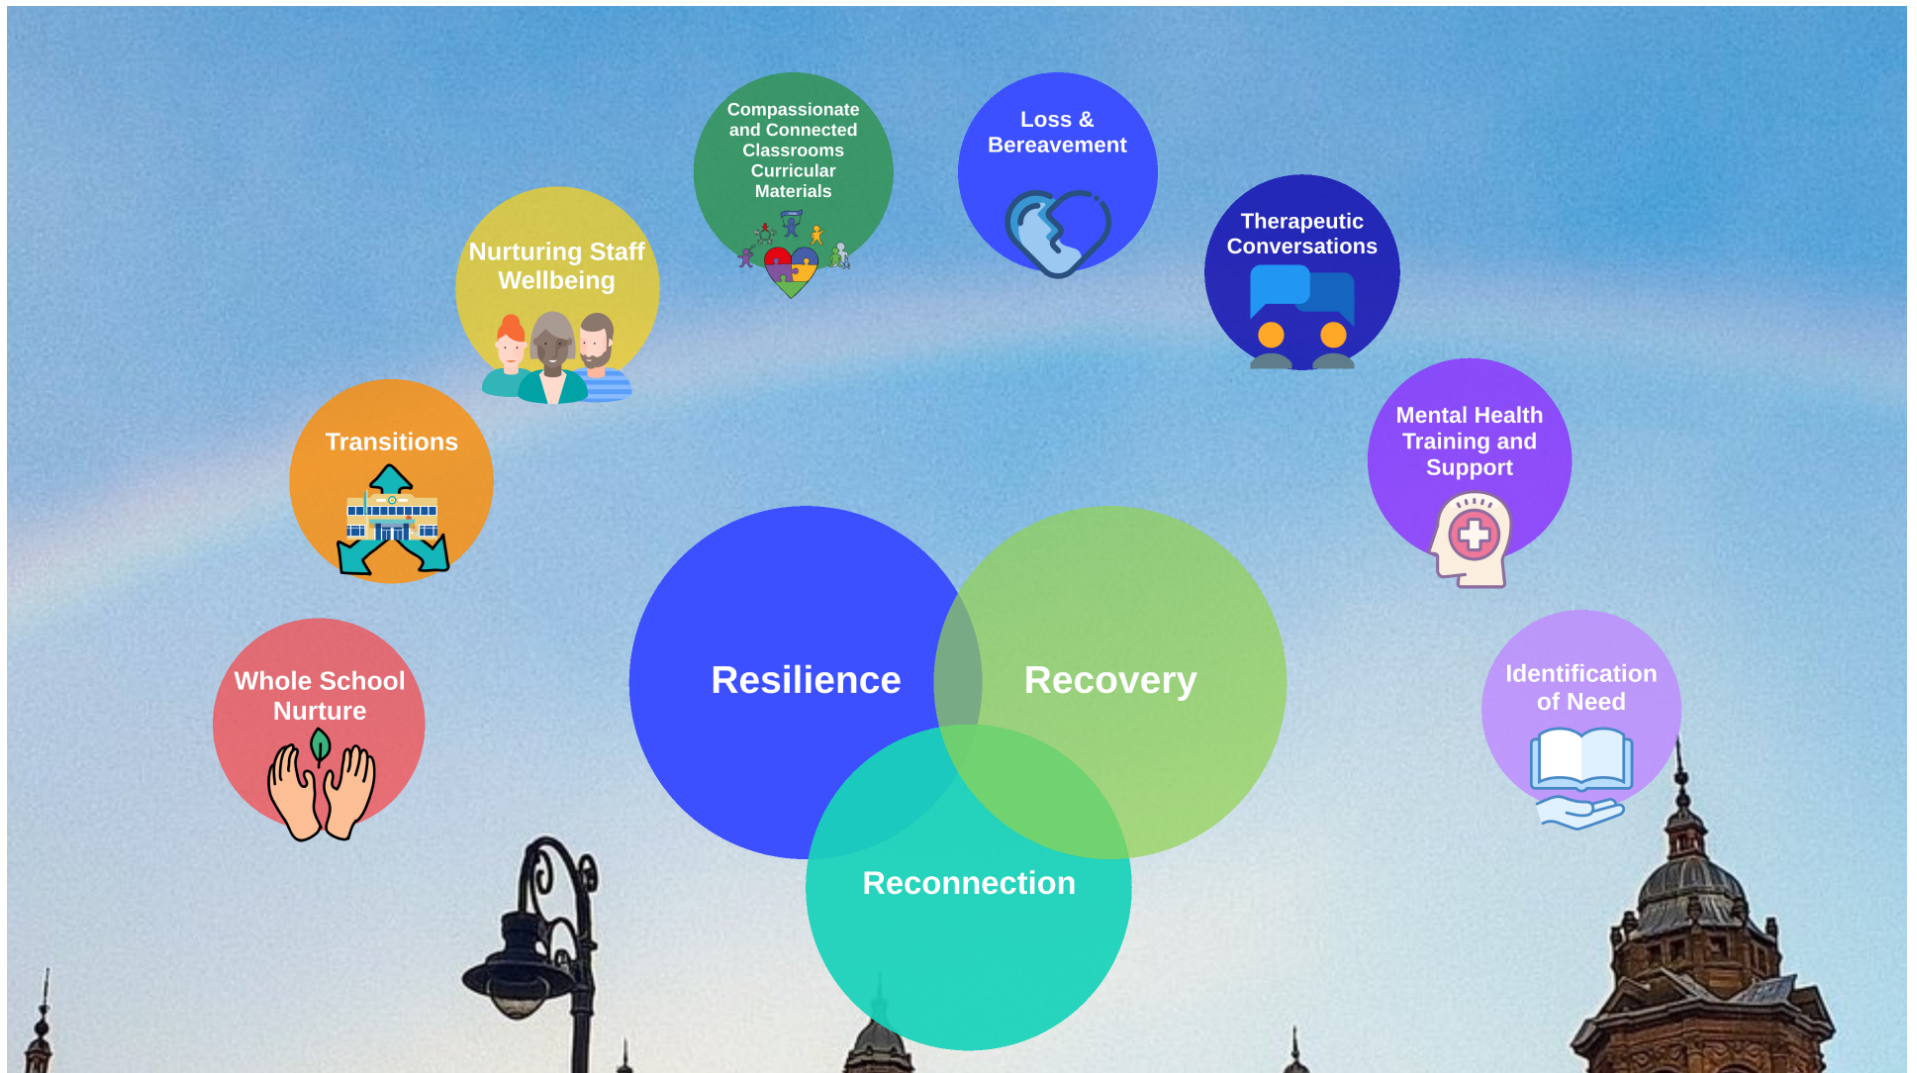 Compassionate
and Connected
Classrooms
Curricular
Materials
Loss &
Bereavement
Therapeutic
Conversations
Nurturing Staff
Wellbeing
Mental Health
Training and
Support
Transitions
Whole School
Nurture
Identification
of Need
Resilience
Recovery
Reconnection